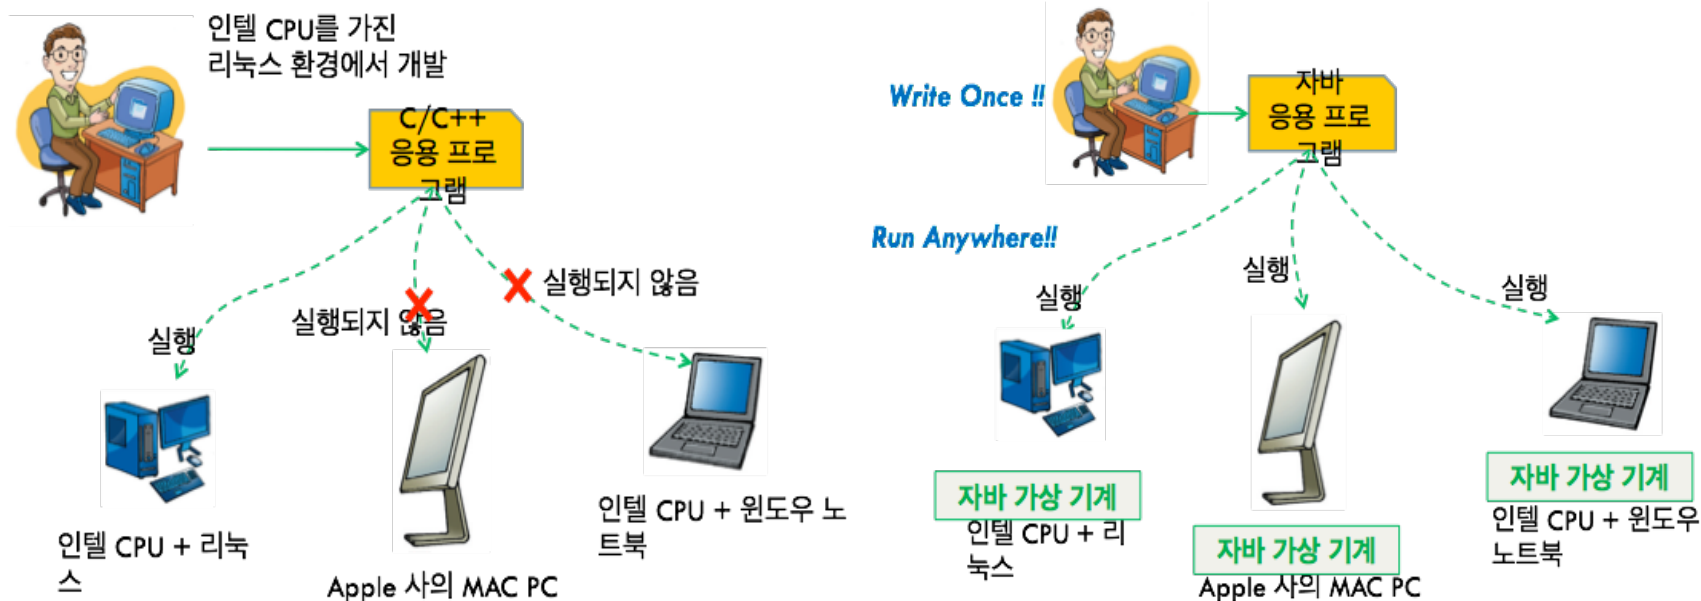 인텔 CPU를 가진
리눅스 환경에서 개발
C/C++
응용 프로
그램
실행
실행되지 않음
실행되지 않음
인텔 CPU + 리눅
스
Apple 사의 MAC PC
인텔 CPU + 윈도우 노
트북
Write Once !!
자바
응용 프로
그램
Run Anywhere!!
실행
실행
실행
자바 가상 기계
인텔 CPU + 리
눅스
자바 가상 기계
Apple 사의 MAC PC
자바 가상 기계
인텔 CPU + 윈도우
노트북